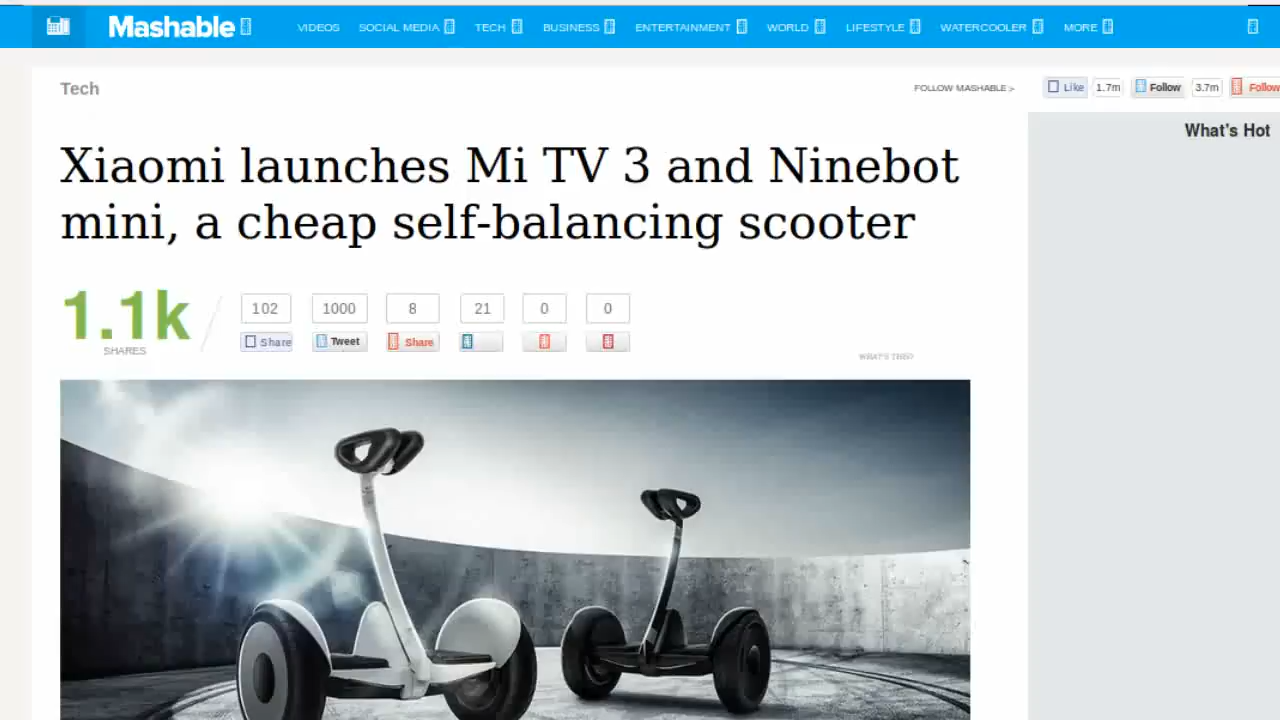 Mashable
VIDEOS SOCIAL MEDIA TECH BUSINESS ENTERTAINMENT WORLD LIFESTYLE WATERCOOLER MORE
Tech
FOLLOW MASHABLE >
Like 1.7m Follow 3.7m Follow
What's Hot
Xiaomi launches Mi TV 3 and Ninebot
mini, a cheap self-balancing scooter
1.1k
SHARES
102 1000 8 21 0 0
Share Tweet Share
WHAT'S THIS?